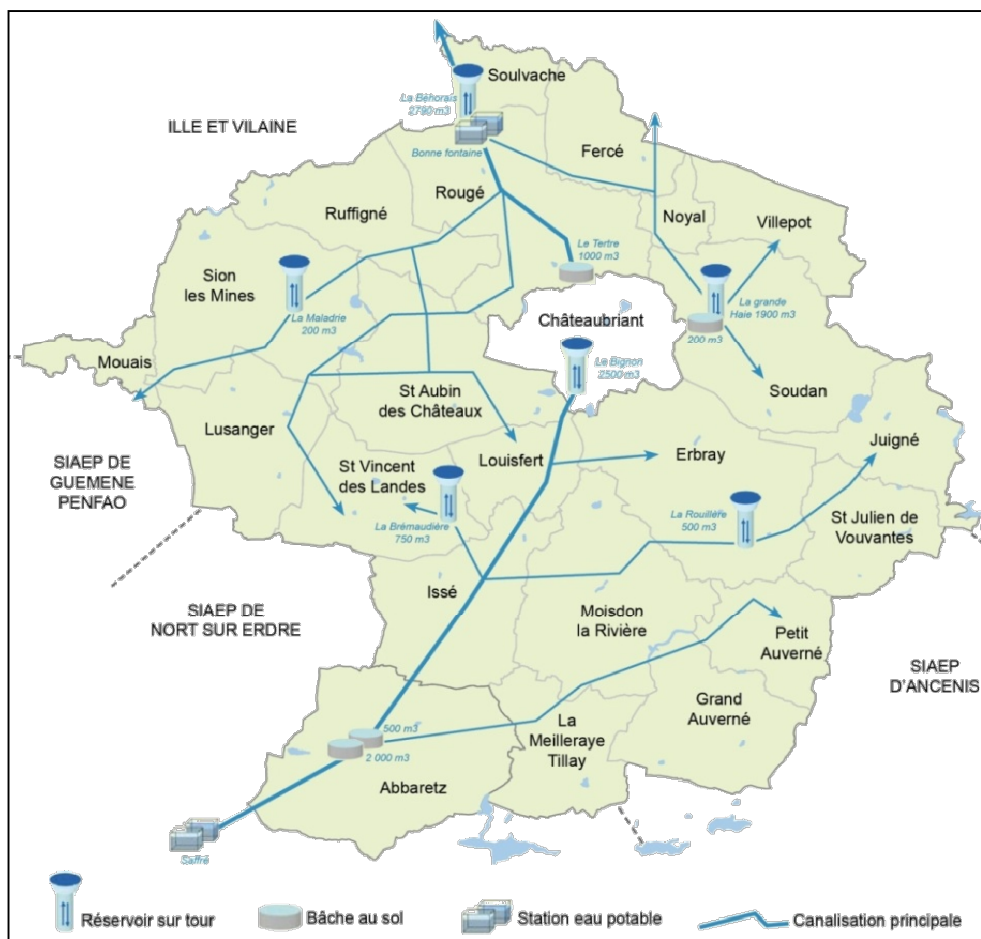 Soulvache
La Béhorais
2790 m3
ILLE ET VILAINE
Bonne fontaine
Fercé
Rougé
Ruffigné
Noyal
Villepot
Le Tertre
1000 m3
Sion
les Mines
La Maladrie
200 m3
La grande
Haie 1900 m3
200 m3
Châteaubriant
Mouais
Le Bignon
2500 m3
St Aubin
des Châteaux
Soudan
Lusanger
Juigné
Louisfert
Erbray
SIAEP DE
GUEMENE
PENFAO
St Vincent
des Landes
La Brémaudière
750 m3
La Rouillère
500 m3
St Julien de
Vouvantes
Issé
SIAEP DE
NORT SUR ERDRE
Moisdon
la Rivière
Petit
Auverné
SIAEP
D'ANCENIS
Grand
Auverné
500 m3
2 000 m3
La
Meilleraye
Tillay
Abbaretz
Saffré
Réservoir sur tour
Bâche au sol
Station eau potable
Canalisation principale